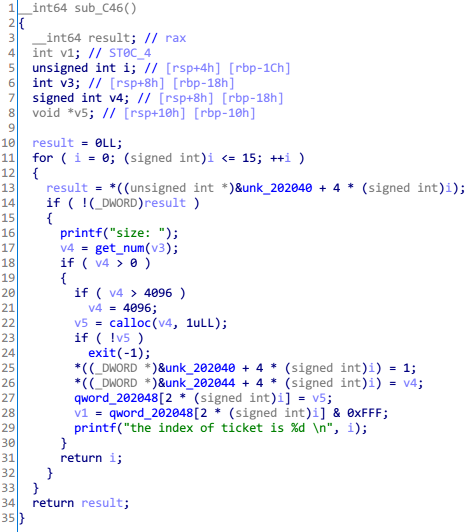 1 __int64 sub_C46()
2 {
3   __int64 result; // rax
4   int v1; // ST0C_4
5   unsigned int i; // [rsp+4h] [rbp-1Ch]
6   int v3; // [rsp+8h] [rbp-18h]
7   signed int v4; // [rsp+8h] [rbp-18h]
8   void *v5; // [rsp+10h] [rbp-10h]
9
10   result = 0LL;
11   for ( i = 0; (signed int)i <= 15; ++i )
12   {
13     result = *((unsigned int *)&unk_202040 + 4 * (signed int)i);
14     if ( !(_DWORD)result )
15     {
16       printf("size: ");
17       v4 = get_num(v3);
18       if ( v4 > 0 )
19       {
20         if ( v4 > 4096 )
21           v4 = 4096;
22         v5 = calloc(v4, 1uLL);
23         if ( !v5 )
24           exit(-1);
25         *((_DWORD *)&unk_202040 + 4 * (signed int)i) = 1;
26         *((_DWORD *)&unk_202044 + 4 * (signed int)i) = v4;
27         qword_202048[2 * (signed int)i] = v5;
28         v1 = qword_202048[2 * (signed int)i] & 0xFFF;
29         printf("the index of ticket is %d \n", i);
30       }
31       return i;
32     }
33   }
34   return result;
35 }